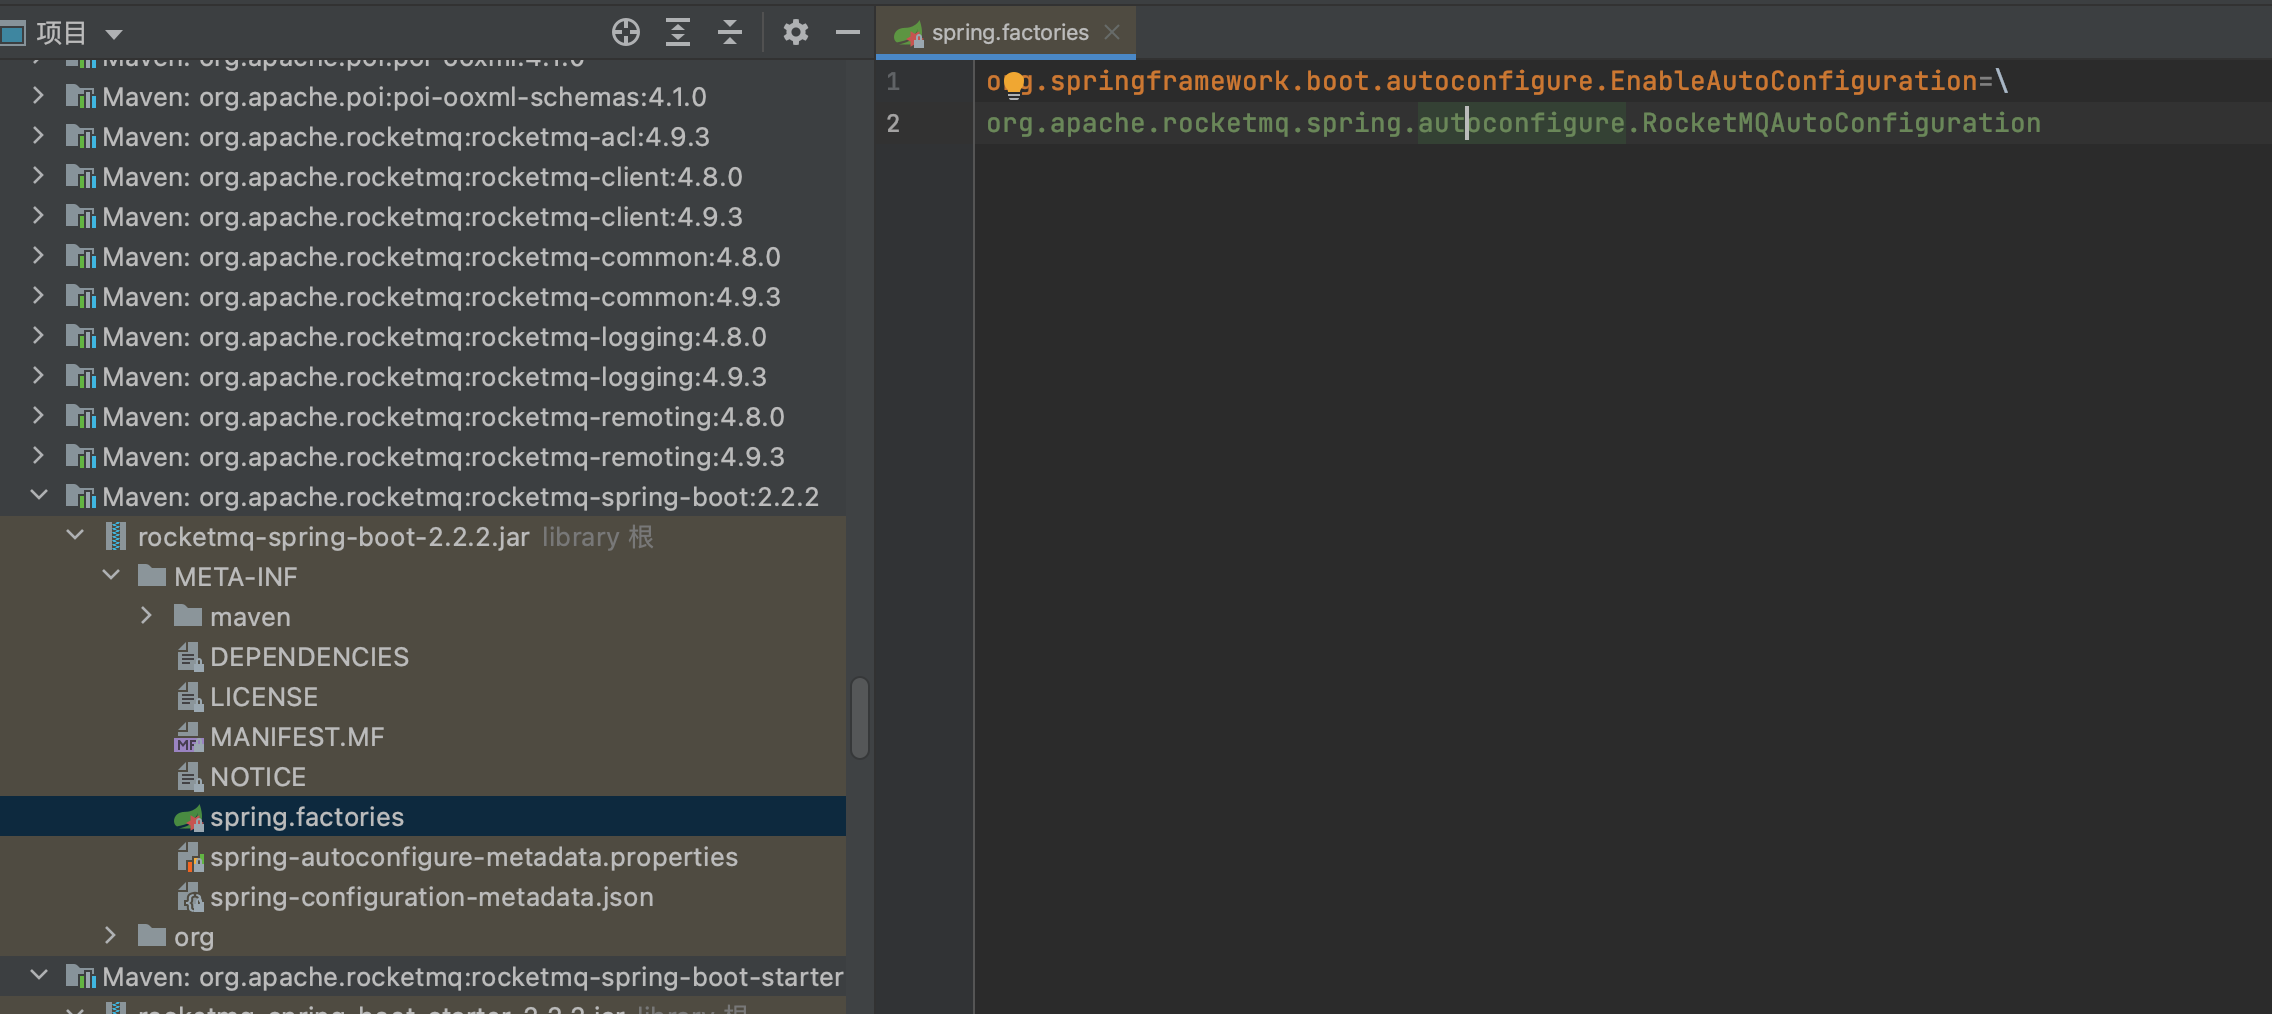 项目
Maven: org.apache.poi:poi-ooxml:4.1.0
Maven: org.apache.poi:poi-ooxml-schemas:4.1.0
Maven: org.apache.rocketmq:rocketmq-acl:4.9.3
Maven: org.apache.rocketmq:rocketmq-client:4.8.0
Maven: org.apache.rocketmq:rocketmq-client:4.9.3
Maven: org.apache.rocketmq:rocketmq-common:4.8.0
Maven: org.apache.rocketmq:rocketmq-common:4.9.3
Maven: org.apache.rocketmq:rocketmq-logging:4.8.0
Maven: org.apache.rocketmq:rocketmq-logging:4.9.3
Maven: org.apache.rocketmq:rocketmq-remoting:4.8.0
Maven: org.apache.rocketmq:rocketmq-remoting:4.9.3
Maven: org.apache.rocketmq:rocketmq-spring-boot:2.2.2
rocketmq-spring-boot-2.2.2.jar library 根
META-INF
maven
DEPENDENCIES
LICENSE
MF MANIFEST.MF
NOTICE
spring.factories
spring-autoconfigure-metadata.properties
spring-configuration-metadata.json
org
Maven: org.apache.rocketmq:rocketmq-spring-boot-starter
rocketmq-spring-boot-starter-2.2.2.jar library 根
spring.factories
1 org.springframework.boot.autoconfigure.EnableAutoConfiguration=\
2 org.apache.rocketmq.spring.autoconfigure.RocketMQAutoConfiguration